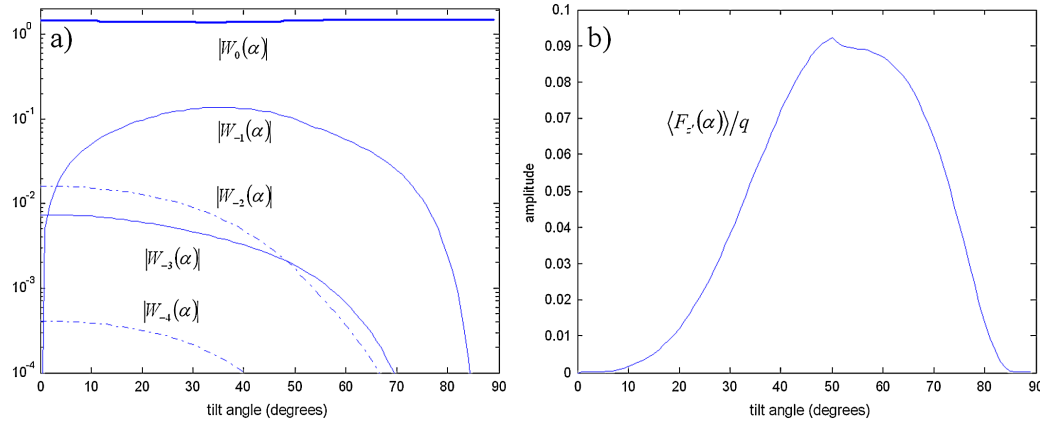 a)
10^0
10^-1
10^-2
10^-3
10^-4
|W_0(α)|
|W_-1(α)|
|W_-2(α)|
|W_-3(α)|
|W_-4(α)|
0 10 20 30 40 50 60 70 80 90
tilt angle (degrees)
b)
0.1
0.09
0.08
0.07
0.06
0.05
0.04
0.03
0.02
0.01
0
amplitude
⟨F_z'(α)⟩/q
0 10 20 30 40 50 60 70 80 90
tilt angle (degrees)